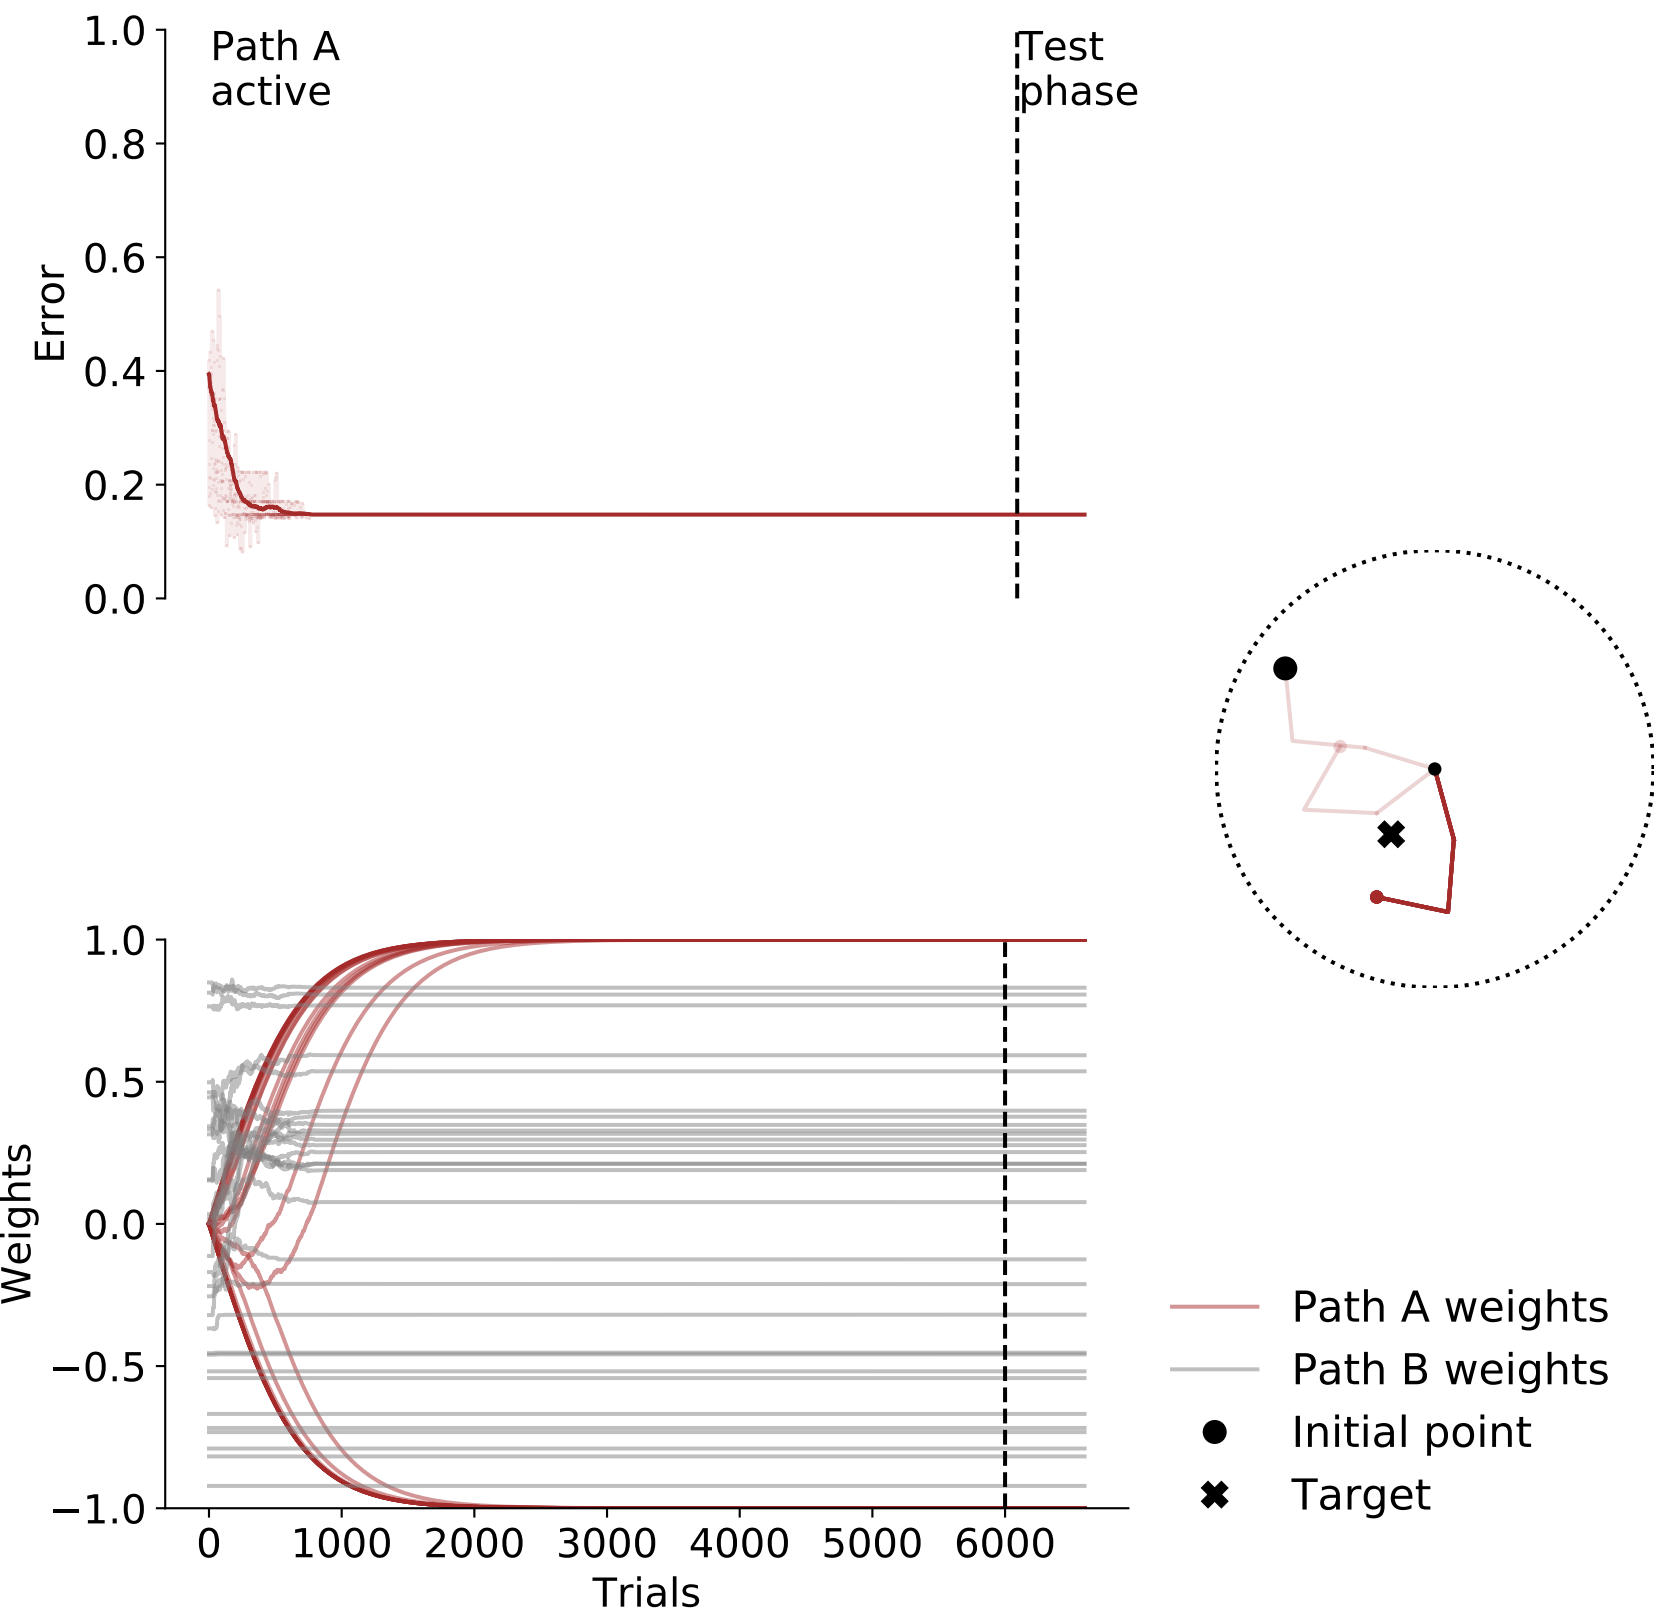 1.0
Path A
active
Test
phase
0.8
0.6
0.4
0.2
0.0
Error
1.0
0.5
0.0
−0.5
−1.0
Weights
0 1000 2000 3000 4000 5000 6000
Trials
Path A weights
Path B weights
Initial point
Target